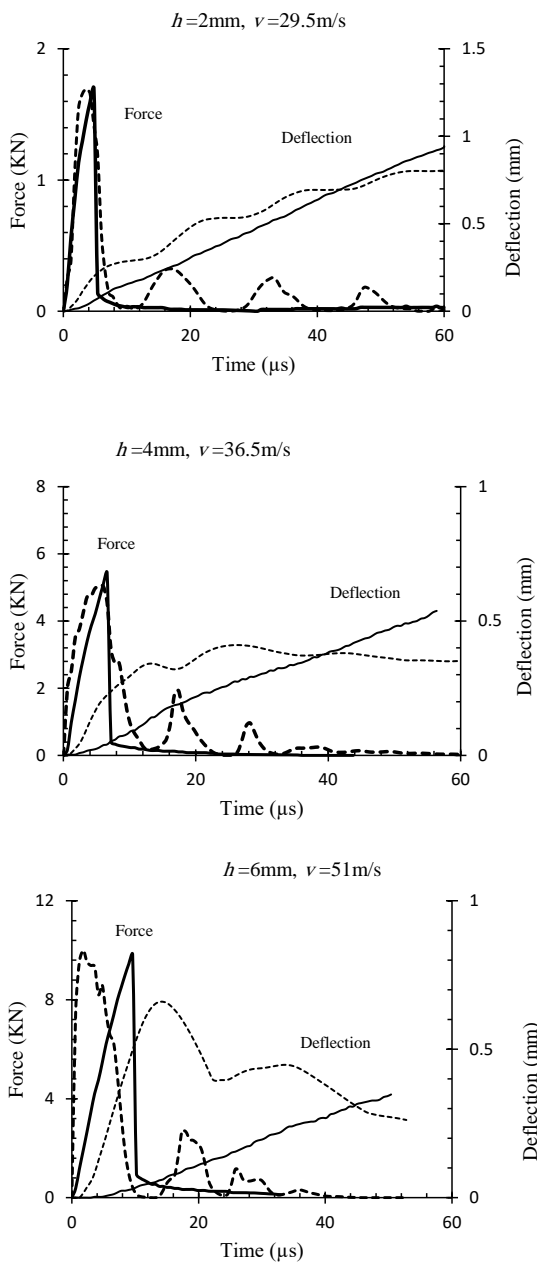 h=2mm, v=29.5m/s
2
1.5
Force
Deflection
1
1
0.5
0
0
0
20
40
60
Force (KN)
Deflection (mm)
Time (µs)
h=4mm, v=36.5m/s
8
1
6
Force
Deflection
4
0.5
2
0
0
0
20
40
60
Force (KN)
Deflection (mm)
Time (µs)
h=6mm, v=51m/s
12
1
Force
8
Deflection
0.5
4
0
0
0
20
40
60
Force (KN)
Deflection (mm)
Time (µs)